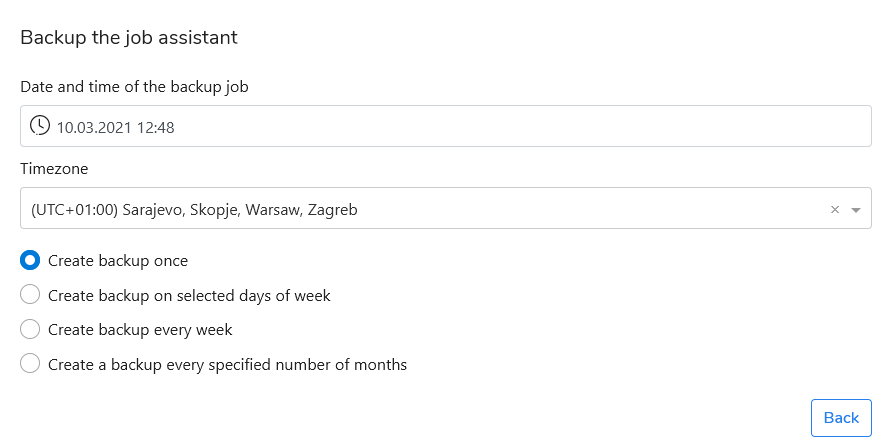 Backup the job assistant
Date and time of the backup job
10.03.2021 12:48
Timezone
(UTC+01:00) Sarajevo, Skopje, Warsaw, Zagreb
Create backup once
Create backup on selected days of week
Create backup every week
Create a backup every specified number of months
Back